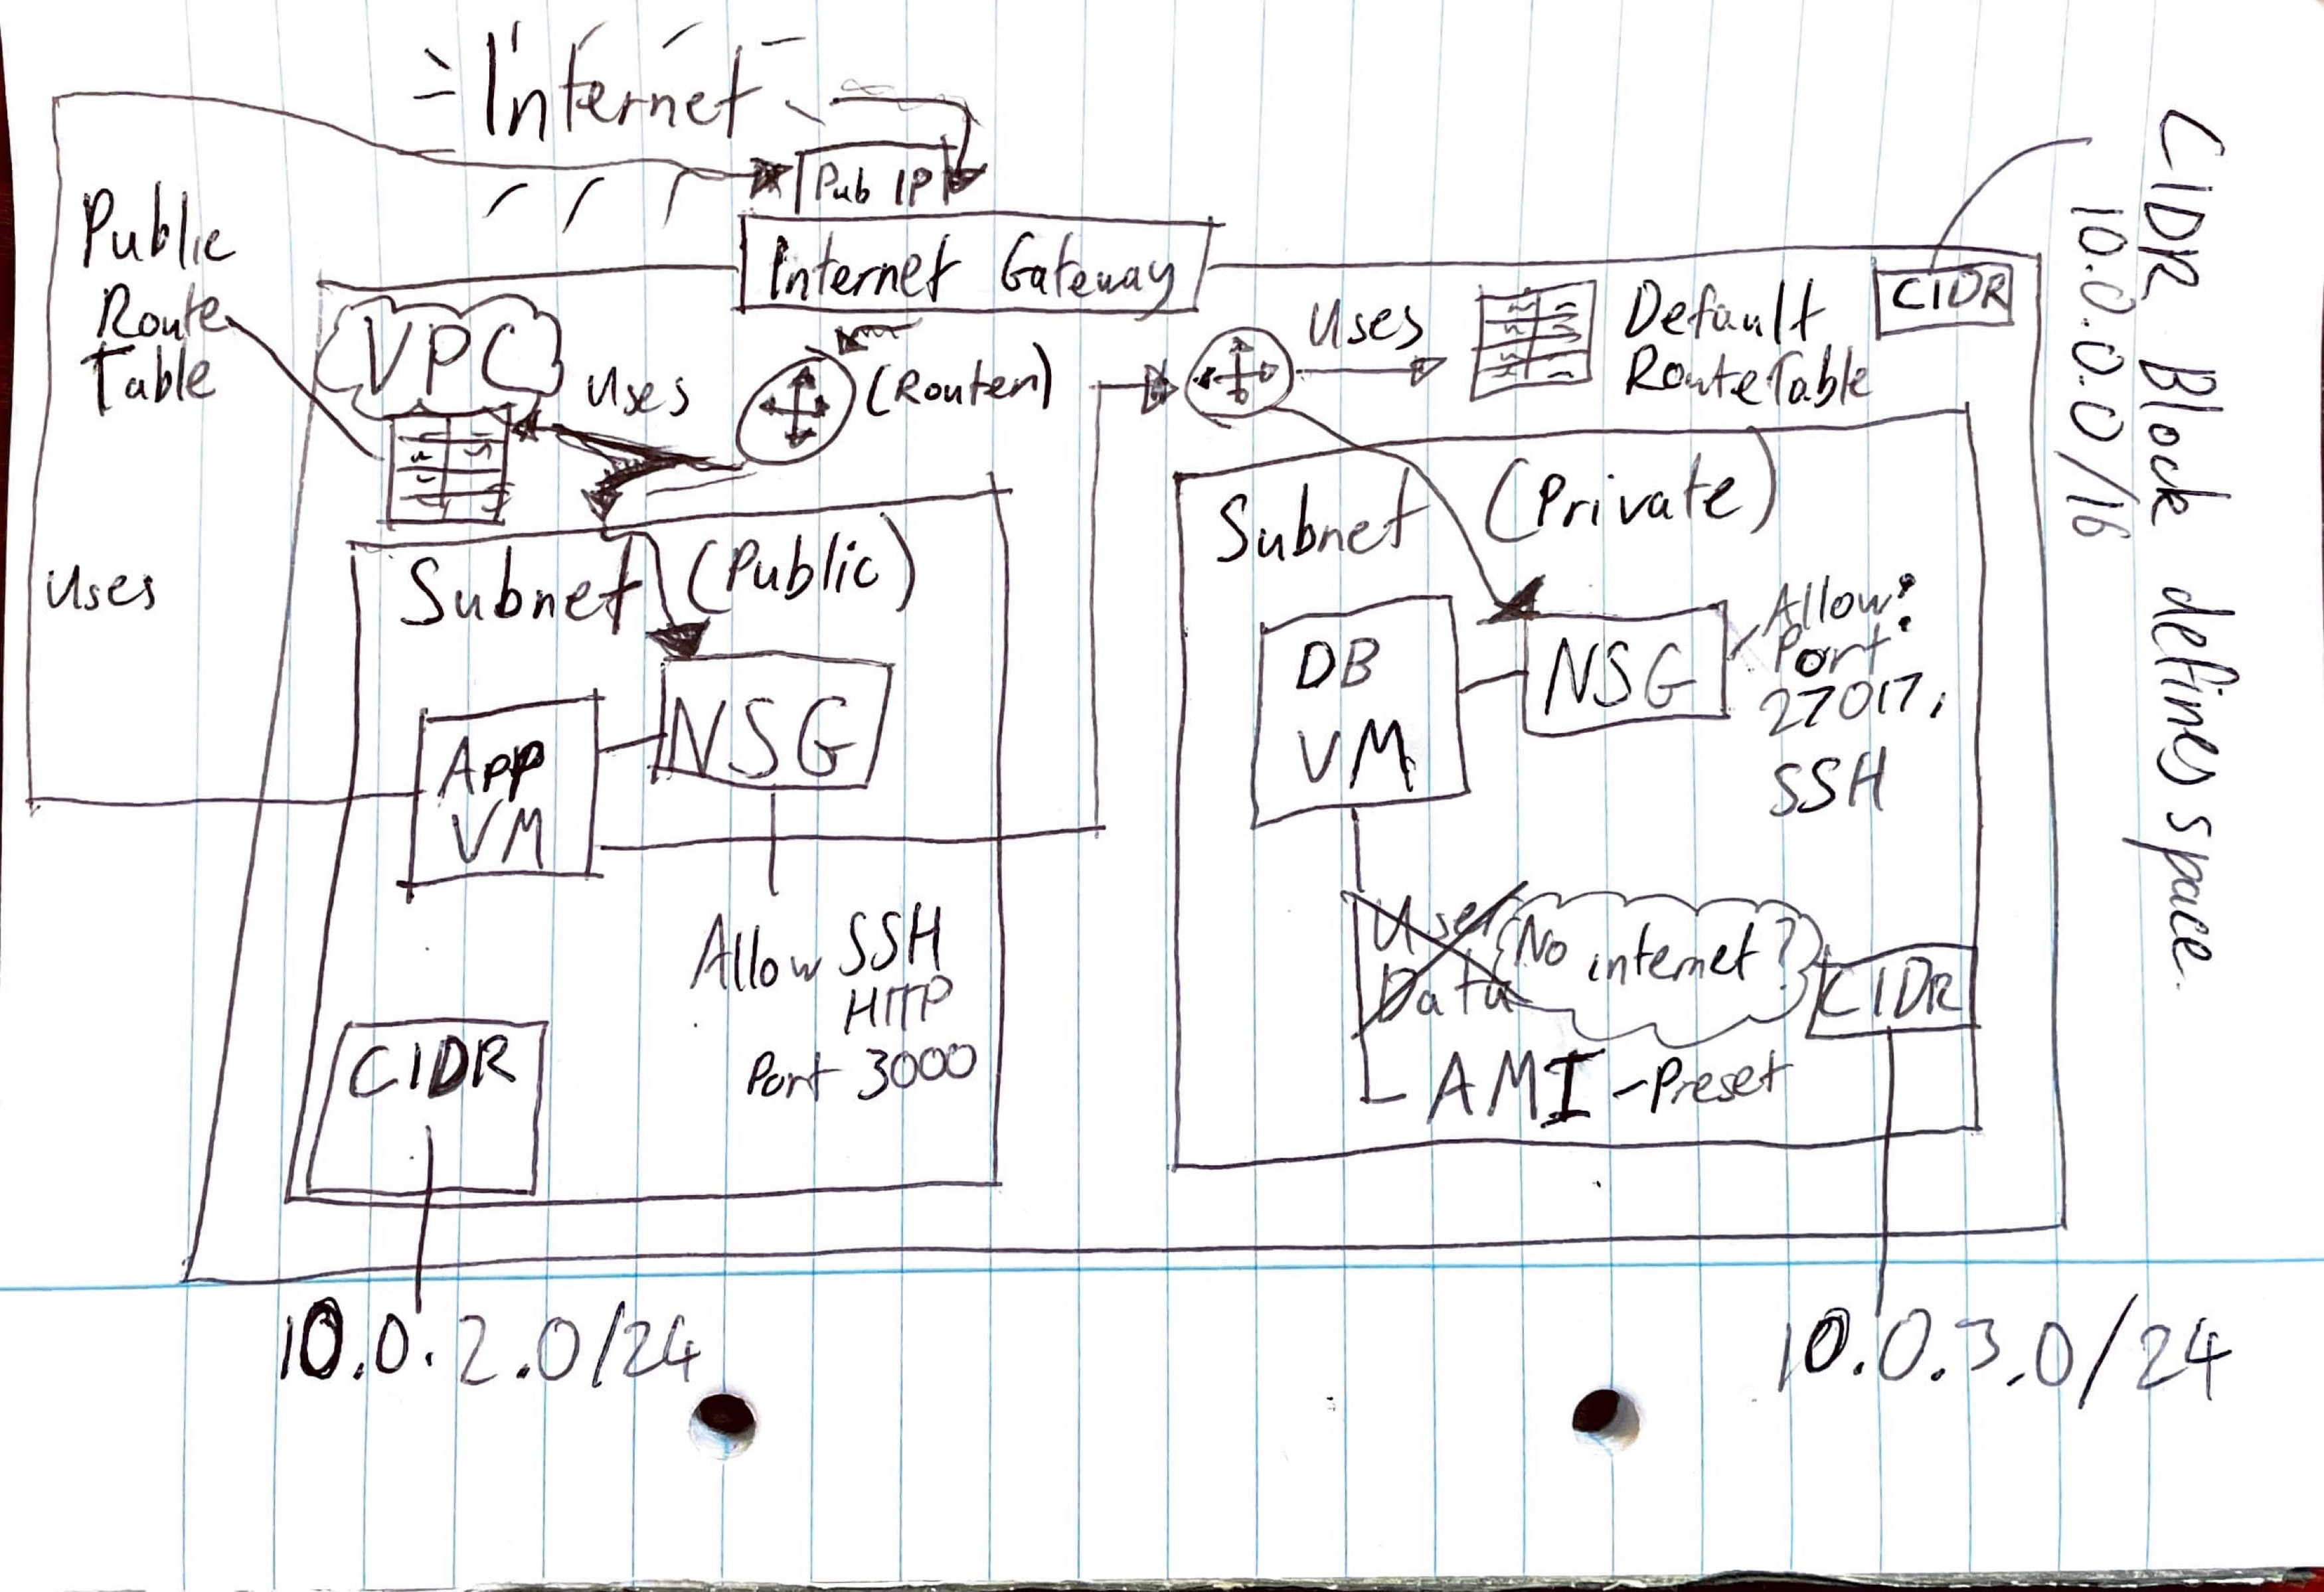 Internet
Pub IP
Internet Gateway
Public
Route
Table
VPC
Uses
(Router)
Uses
Default
Route Table
CIDR
CIDR Block defines space.
10.0.0.0/16
Uses
Subnet (Public)
NSG
App
VM
Allow SSH
HTTP
Port 3000
CIDR
10.0.2.0/24
Subnet (Private)
DB
VM
NSG
Allow:
Port:
27017,
SSH
User
Data
No internet?
AMI - Preset
CIDR
10.0.3.0/24